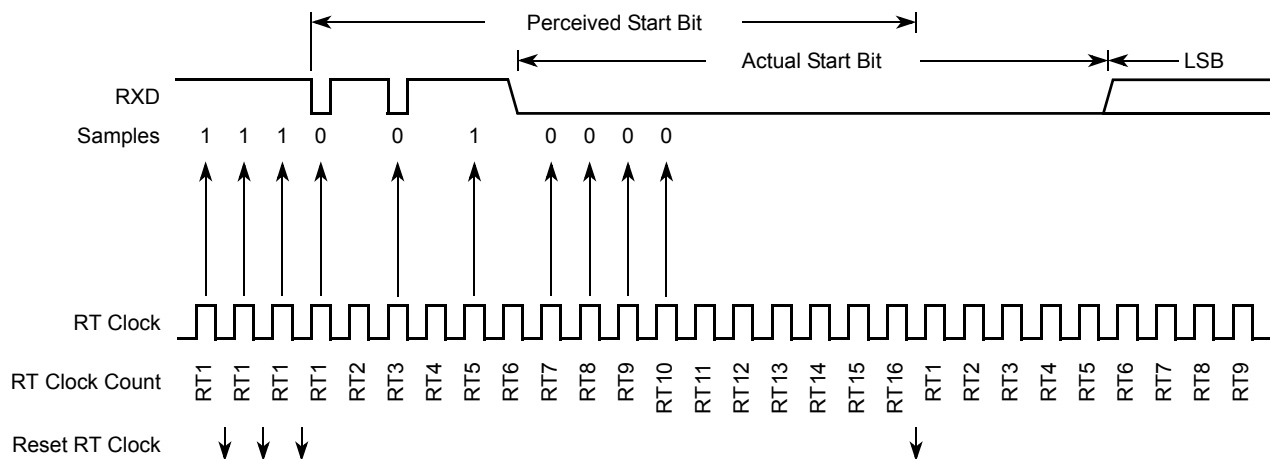 Perceived Start Bit
Actual Start Bit
LSB
RXD
Samples 1 1 1 0 0 1 0 0 0 0
RT Clock
RT Clock Count RT1 RT1 RT1 RT1 RT2 RT3 RT4 RT5 RT6 RT7 RT8 RT9 RT10 RT11 RT12 RT13 RT14 RT15 RT16 RT1 RT2 RT3 RT4 RT5 RT6 RT7 RT8 RT9
Reset RT Clock